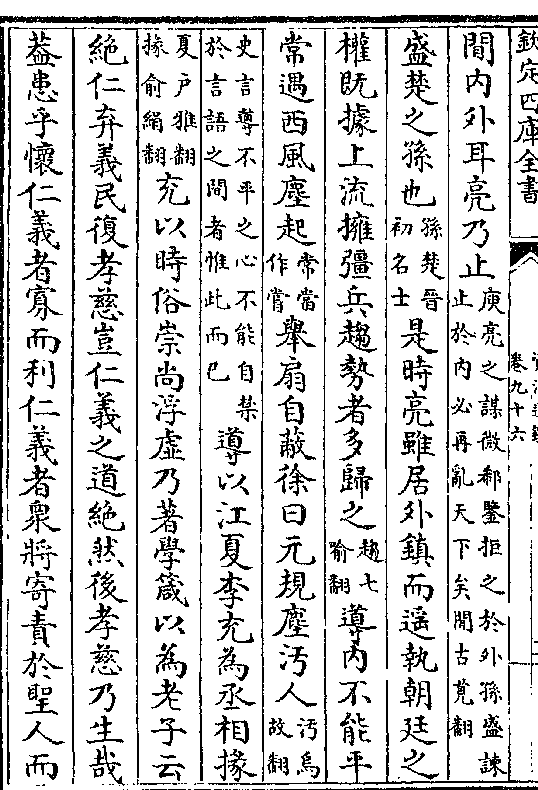 欽定四庫全書
卷九十六
間内外耳亮乃止庾亮之謀微郗鑒拒之於外孫盛諫止於内必再亂天下矣間古莧翻
盛楚之孫也孫楚晉初名士是時亮雖居外鎮而遥執朝廷之
權既據上流擁彊兵趨勢者多歸之趨七喻翻導内不能平
常遇西風塵起常當作嘗舉扇自蔽徐曰元規塵汚人汚烏故翻
史言導不平之心不能自禁於言語之間者惟此而已導以江夏李充為丞相掾
夏戶雅翻掾俞絹翻充以時俗崇尚浮虚乃著學箴以為老子云
絶仁弃義民復孝慈豈仁義之道絶然後孝慈乃生哉
葢患乎懷仁義者寡而利仁義者衆將寄責於聖人而